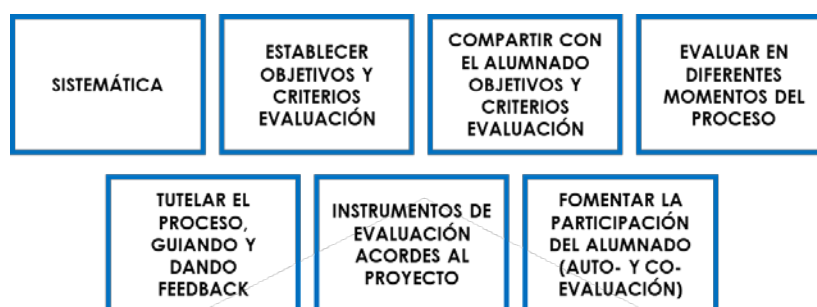 SISTEMÁTICA
ESTABLECER
OBJETIVOS Y
CRITERIOS
EVALUACIÓN
COMPARTIR CON
EL ALUMNADO
OBJETIVOS Y
CRITERIOS
EVALUACIÓN
EVALUAR EN
DIFERENTES
MOMENTOS DEL
PROCESO
TUTELAR EL
PROCESO,
GUIANDO Y
DANDO
FEEDBACK
INSTRUMENTOS DE
EVALUACIÓN
ACORDES AL
PROYECTO
FOMENTAR LA
PARTICIPACIÓN
DEL ALUMNADO
(AUTO- Y CO-
EVALUACIÓN)